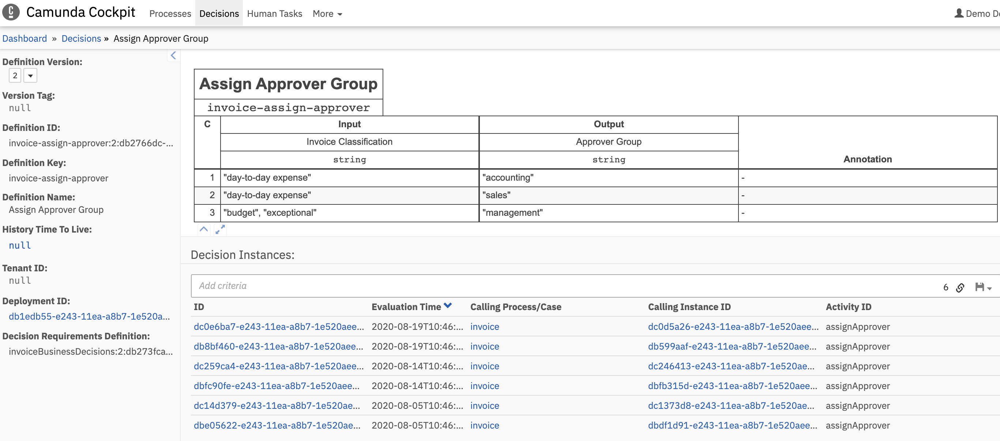 Camunda Cockpit Processes Decisions Human Tasks More Demo
Dashboard » Decisions » Assign Approver Group
Definition Version:
2
Version Tag:
null
Definition ID:
invoice-assign-approver:2:db2766dc-...
Definition Key:
invoice-assign-approver
Definition Name:
Assign Approver Group
History Time To Live:
null
Tenant ID:
null
Deployment ID:
db1edb55-e243-11ea-a8b7-1e520a...
Decision Requirements Definition:
invoiceBusinessDecisions:2:db273fca...
Assign Approver Group
invoice-assign-approver
C Input Output
Invoice Classification Approver Group
string string Annotation
1 "day-to-day expense" "accounting" -
2 "day-to-day expense" "sales" -
3 "budget", "exceptional" "management" -
Decision Instances:
Add criteria 6
ID Evaluation Time Calling Process/Case Calling Instance ID Activity ID
dc0e6ba7-e243-11ea-a8b7-1e520aee... 2020-08-19T10:46:... invoice dc0d5a26-e243-11ea-a8b7-1e520aee... assignApprover
db8bf460-e243-11ea-a8b7-1e520aee... 2020-08-19T10:46:... invoice db599aaf-e243-11ea-a8b7-1e520aee... assignApprover
dc259ca4-e243-11ea-a8b7-1e520aee... 2020-08-14T10:46:... invoice dc246413-e243-11ea-a8b7-1e520ae... assignApprover
dbfc90fe-e243-11ea-a8b7-1e520aee... 2020-08-14T10:46:... invoice dbfb315d-e243-11ea-a8b7-1e520aee... assignApprover
dc14d379-e243-11ea-a8b7-1e520ae... 2020-08-05T10:46:... invoice dc1373d8-e243-11ea-a8b7-1e520ae... assignApprover
dbe05622-e243-11ea-a8b7-1e520ae... 2020-08-05T10:46:... invoice dbdf1d91-e243-11ea-a8b7-1e520aee... assignApprover